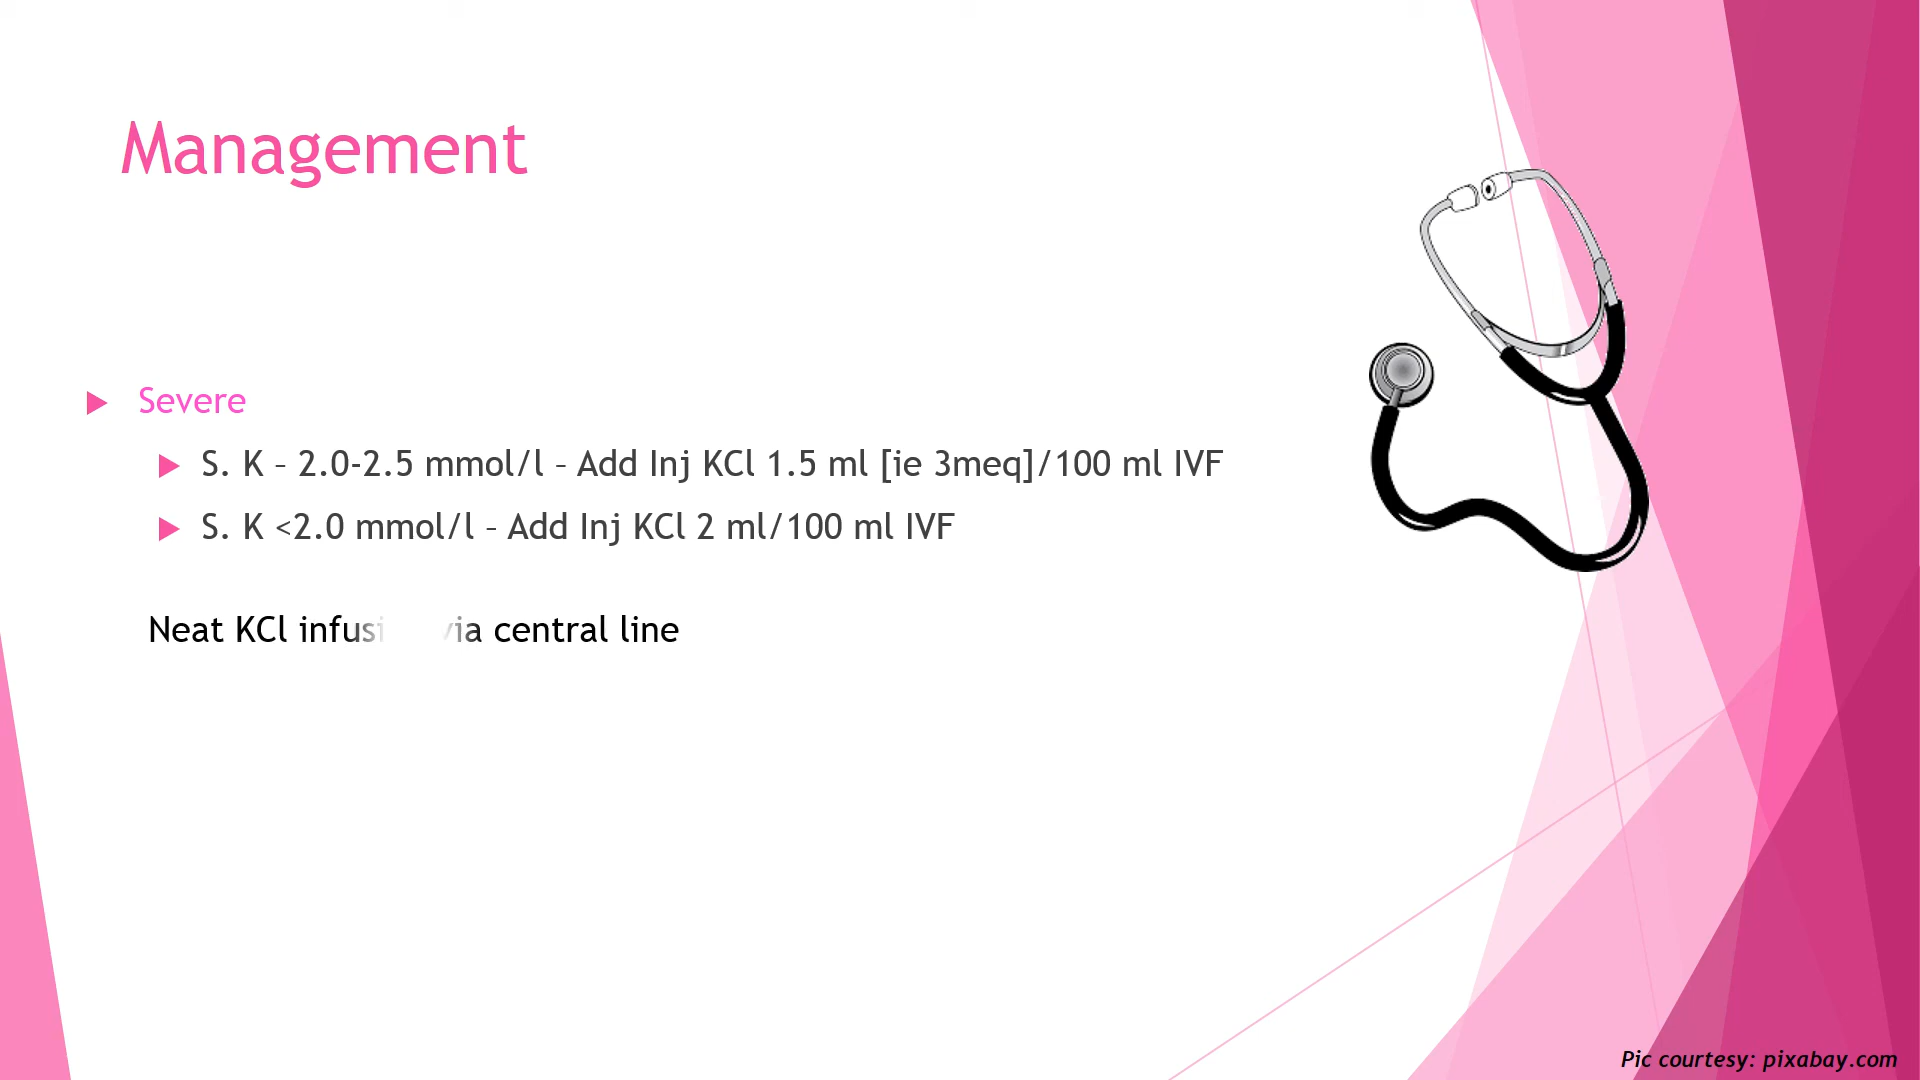 Management
Severe
S. K – 2.0-2.5 mmol/l – Add Inj KCl 1.5 ml [ie 3meq]/100 ml IVF
S. K <2.0 mmol/l – Add Inj KCl 2 ml/100 ml IVF
Neat KCl via central line
Pic courtesy: pixabay.com